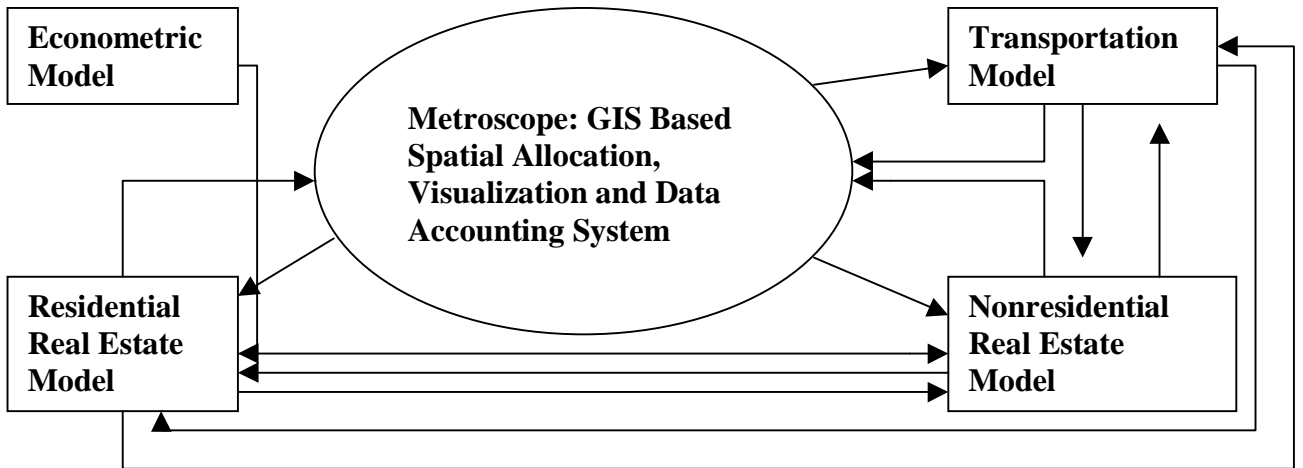 Econometric
Model
Metroscope: GIS Based
Spatial Allocation,
Visualization and Data
Accounting System
Transportation
Model
Residential
Real Estate
Model
Nonresidential
Real Estate
Model